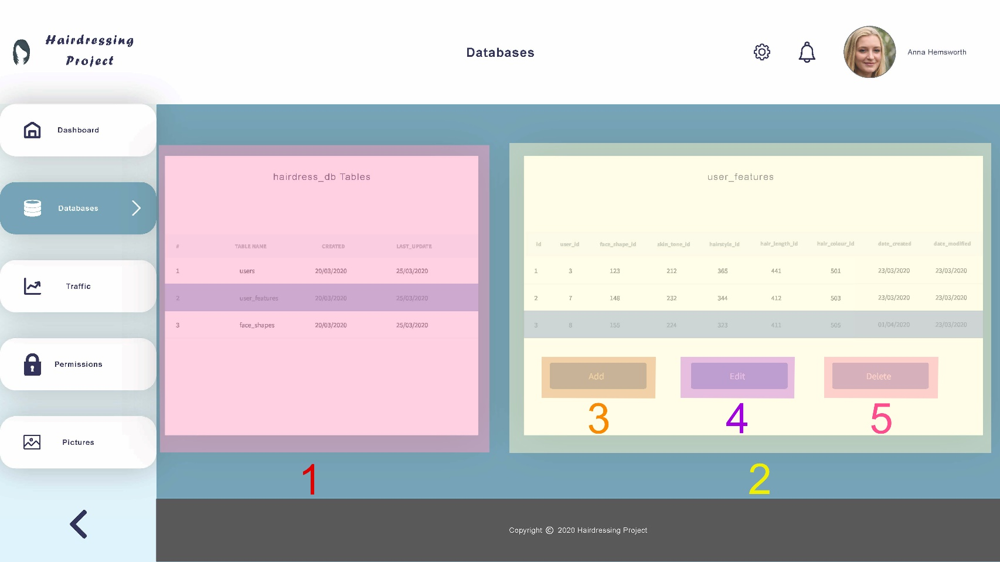 Hairdressing
Project
Databases
Anna Hemsworth
Dashboard
Databases
Traffic
Permissions
Pictures
hairdress_db Tables
# TABLE NAME CREATED LAST_UPDATE
1 users 20/03/2020 25/03/2020
2 user_features 20/03/2020 25/03/2020
3 face_shapes 20/03/2020 25/03/2020
1
user_features
id user_id face_shape_id skin_tone_id hairstyle_id hair_length_id hair_colour_id date_created date_modified
1 3 123 212 365 441 501 23/03/2020 23/03/2020
2 7 148 232 344 412 503 23/03/2020 23/03/2020
3 8 155 224 323 411 505 01/04/2020 23/03/2020
Add Edit Delete
3 4 5
2
Copyright © 2020 Hairdressing Project